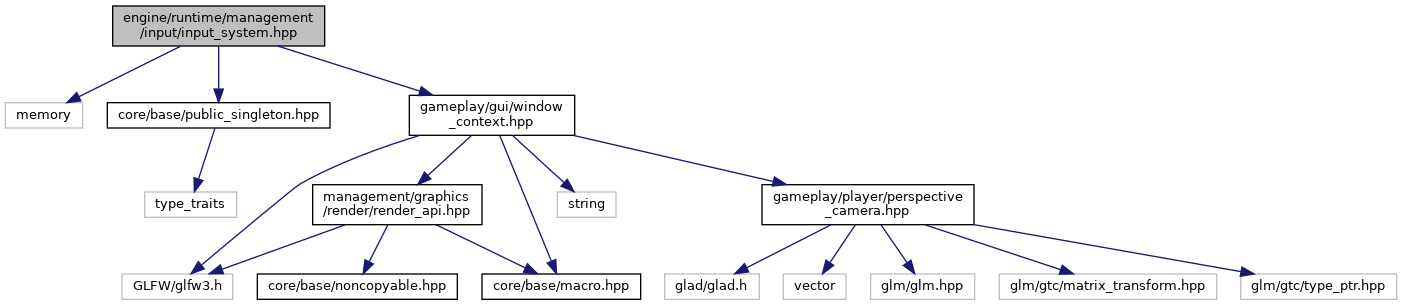 engine/runtime/management
/input/input_system.hpp
memory
core/base/public_singleton.hpp
gameplay/gui/window
_context.hpp
type_traits
management/graphics
/render/render_api.hpp
string
gameplay/player/perspective
_camera.hpp
GLFW/glfw3.h
core/base/noncopyable.hpp
core/base/macro.hpp
glad/glad.h
vector
glm/glm.hpp
glm/gtc/matrix_transform.hpp
glm/gtc/type_ptr.hpp